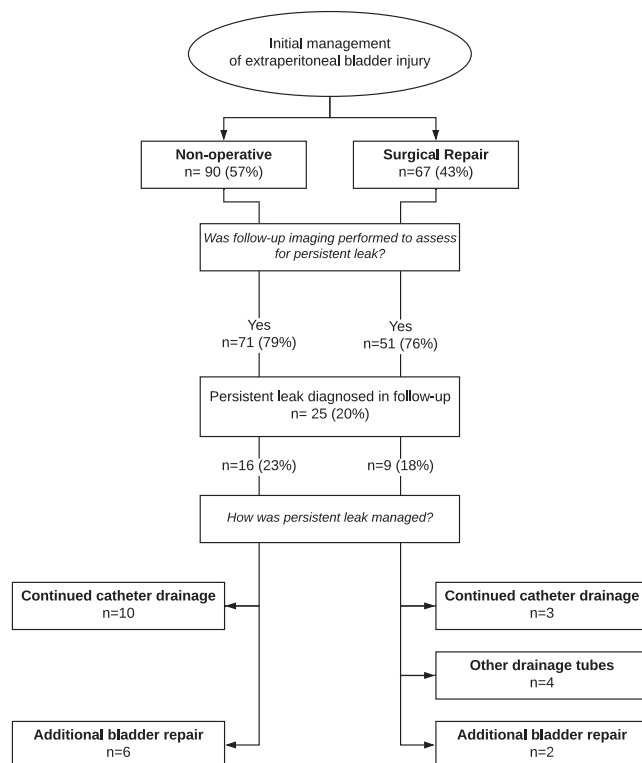 Initial management
of extraperitoneal bladder injury
Non-operative
n= 90 (57%)
Surgical Repair
n=67 (43%)
Was follow-up imaging performed to assess
for persistent leak?
Yes
n=71 (79%)
Yes
n=51 (76%)
Persistent leak diagnosed in follow-up
n= 25 (20%)
n=16 (23%)
n=9 (18%)
How was persistent leak managed?
Continued catheter drainage
n=10
Continued catheter drainage
n=3
Other drainage tubes
n=4
Additional bladder repair
n=6
Additional bladder repair
n=2